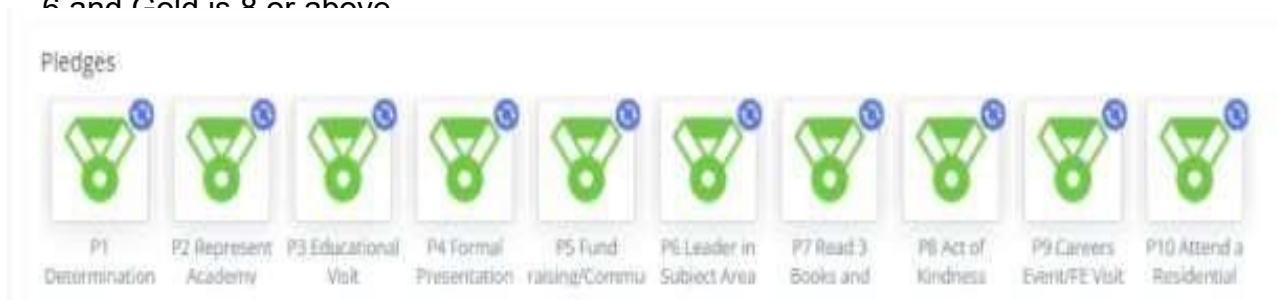 6 and Gold is 8 or above
Pledges
P1 Determination
P2 Represent Academy
P3 Educational Visit
P4 Formal Presentation
P5 Fund raising/Commu
P6 Leader in Subject Area
P7 Read 3 Books and
P8 Act of Kindness
P9 Careers Event/FE Visit
P10 Attend a Residential